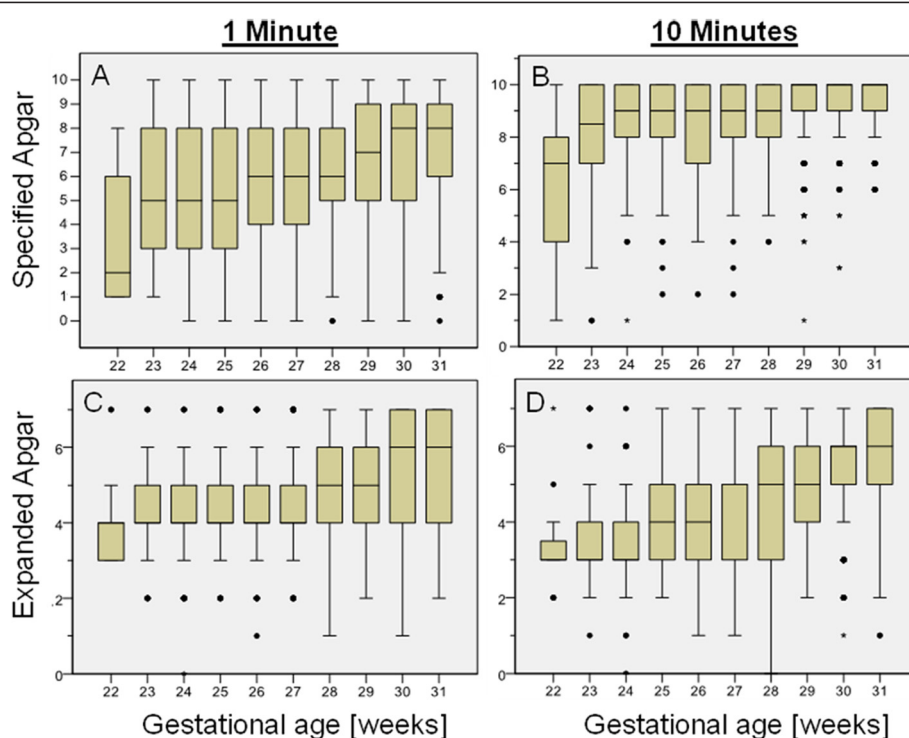 1 Minute
10 Minutes
Specified Apgar
A
10
9
8
7
6
5
4
3
2
1
0
22 23 24 25 26 27 28 29 30 31
B
10
8
6
4
2
0
22 23 24 25 26 27 28 29 30 31
Expanded Apgar
C
6
4
.2
0
22 23 24 25 26 27 28 29 30 31
D
6
4
2
0
22 23 24 25 26 27 28 29 30 31
Gestational age [weeks]
Gestational age [weeks]